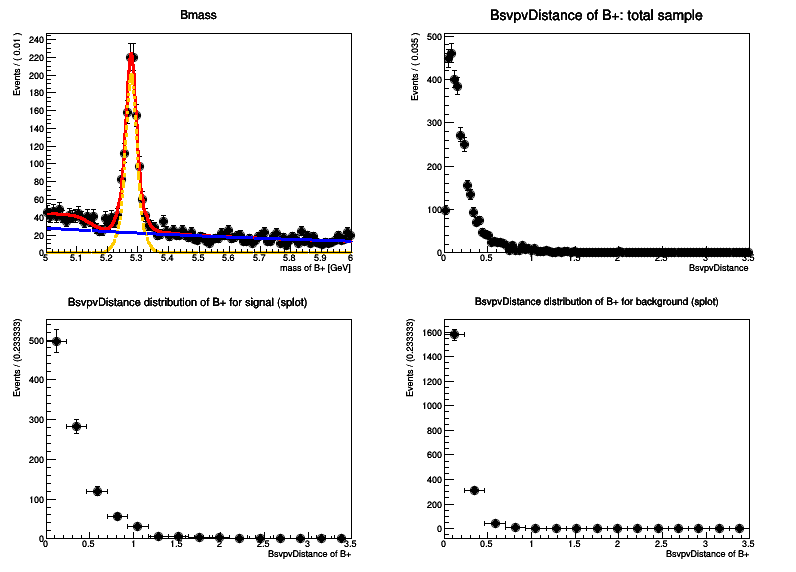 Bmass
Events / ( 0.01 )
240
220
200
180
160
140
120
100
80
60
40
20
0
5 5.1 5.2 5.3 5.4 5.5 5.6 5.7 5.8 5.9 6
mass of B+ [GeV]
BsvpvDistance of B+: total sample
Events / ( 0.035 )
500
400
300
200
100
0
0 0.5 1 1.5 2 2.5 3 3.5
BsvpvDistance
BsvpvDistance distribution of B+ for signal (splot)
Events / (0.233333)
500
400
300
200
100
0
0 0.5 1 1.5 2 2.5 3 3.5
BsvpvDistance of B+
BsvpvDistance distribution of B+ for background (splot)
Events / (0.233333)
1600
1400
1200
1000
800
600
400
200
0
0 0.5 1 1.5 2 2.5 3 3.5
BsvpvDistance of B+